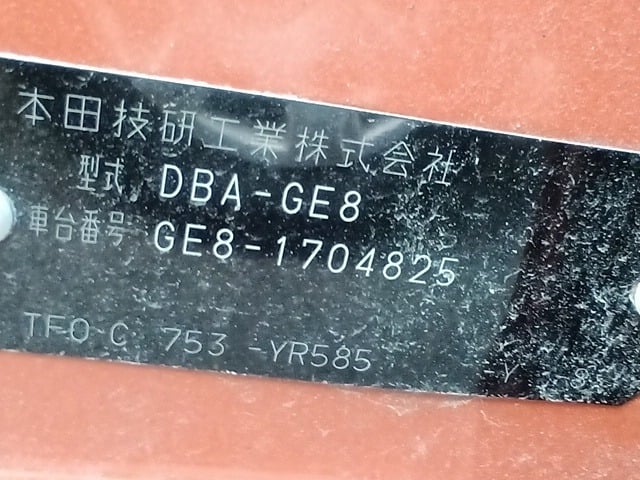 本田技研工業株式会社
型式 DBA-GE8
車台番号 GE8-1704825
TF0-C 753 -YR585